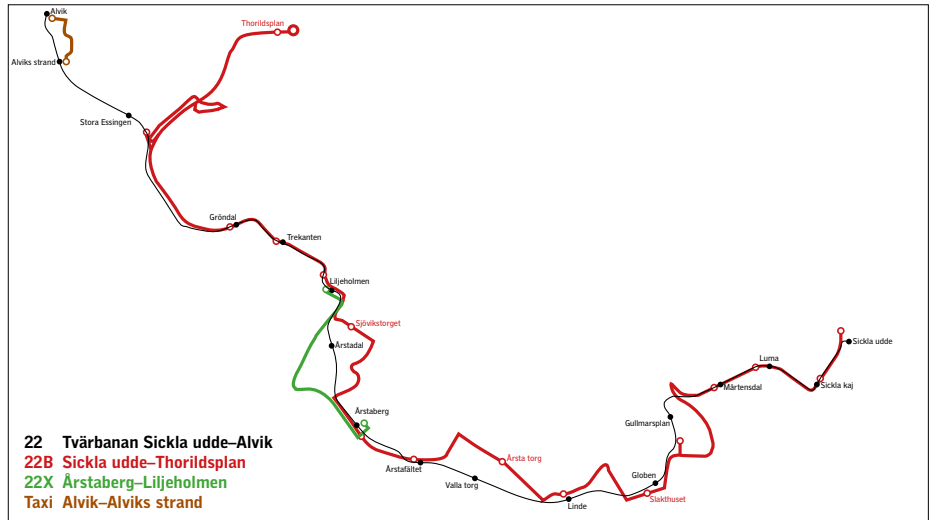 Alvik
Thorildsplan
Alviks strand
Stora Essingen
Gröndal
Trekanten
Liljeholmen
Sjövikstorget
Årstadal
Sickla udde
Luma
Mårtensdal
Sickla kaj
Årstaberg
Gullmarsplan
Årstafältet
Årsta torg
Valla torg
Globen
Slakthuset
Linde
22 Tvärbanan Sickla udde–Alvik
22B Sickla udde–Thorildsplan
22X Årstaberg–Liljeholmen
Taxi Alvik–Alviks strand